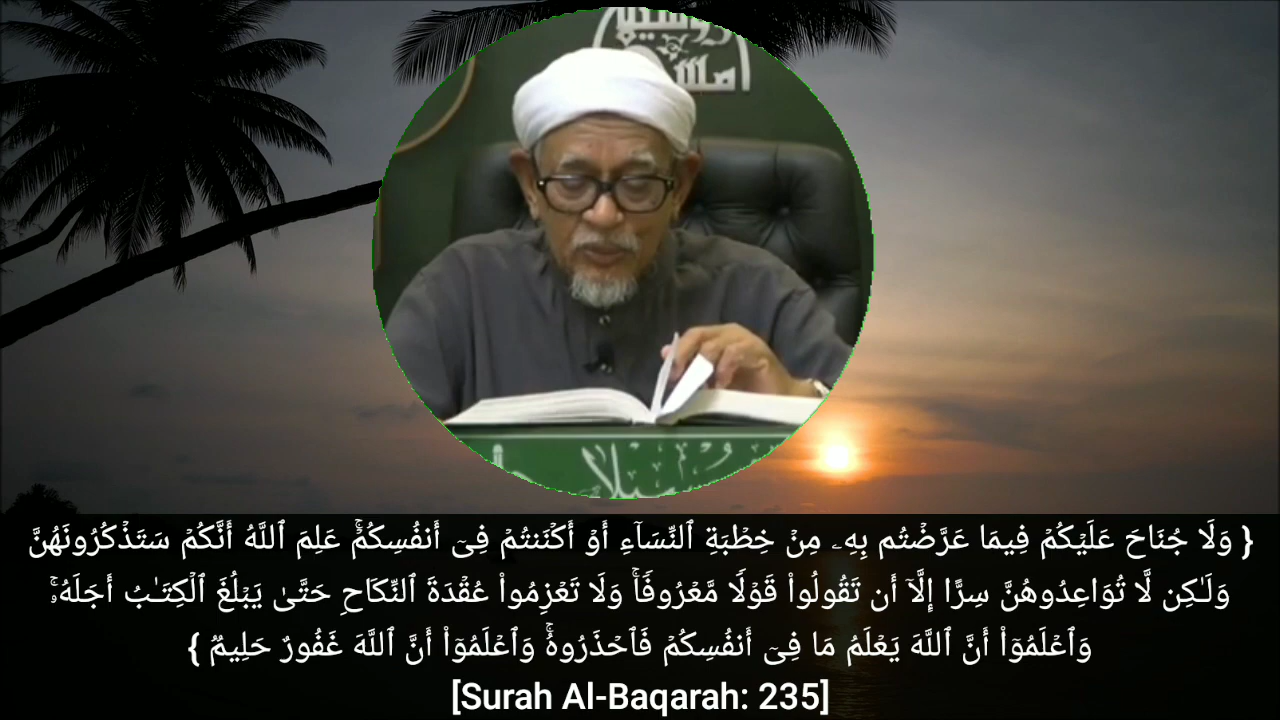 { وَلَا جُنَاحَ عَلَيۡكُمۡ فِيمَا عَرَّضۡتُم بِهِۦ مِنۡ خِطۡبَةِ ٱلنِّسَاۤءِ أَوۡ أَكۡنَنتُمۡ فِیۤ أَنفُسِكُمۡۚ عَلِمَ ٱللَّهُ أَنَّكُمۡ سَتَذۡكُرُونَهُنَّ
وَلَـٰكِن لَّا تُوَاعِدُوهُنَّ سِرًّا إِلَّاۤ أَن تَقُولُوا۟ قَوۡلࣰا مَّعۡرُوفࣰاۚ وَلَا تَعۡزِمُوا۟ عُقۡدَةَ ٱلنِّكَاحِ حَتَّىٰ يَبۡلُغَ ٱلۡكِتَـٰبُ أَجَلَهُۥۚ
وَٱعۡلَمُوۤا۟ أَنَّ ٱللَّهَ يَعۡلَمُ مَا فِیۤ أَنفُسِكُمۡ فَٱحۡذَرُوهُۚ وَٱعۡلَمُوۤا۟ أَنَّ ٱللَّهَ غَفُورٌ حَلِيمࣱ }
[Surah Al-Baqarah: 235]